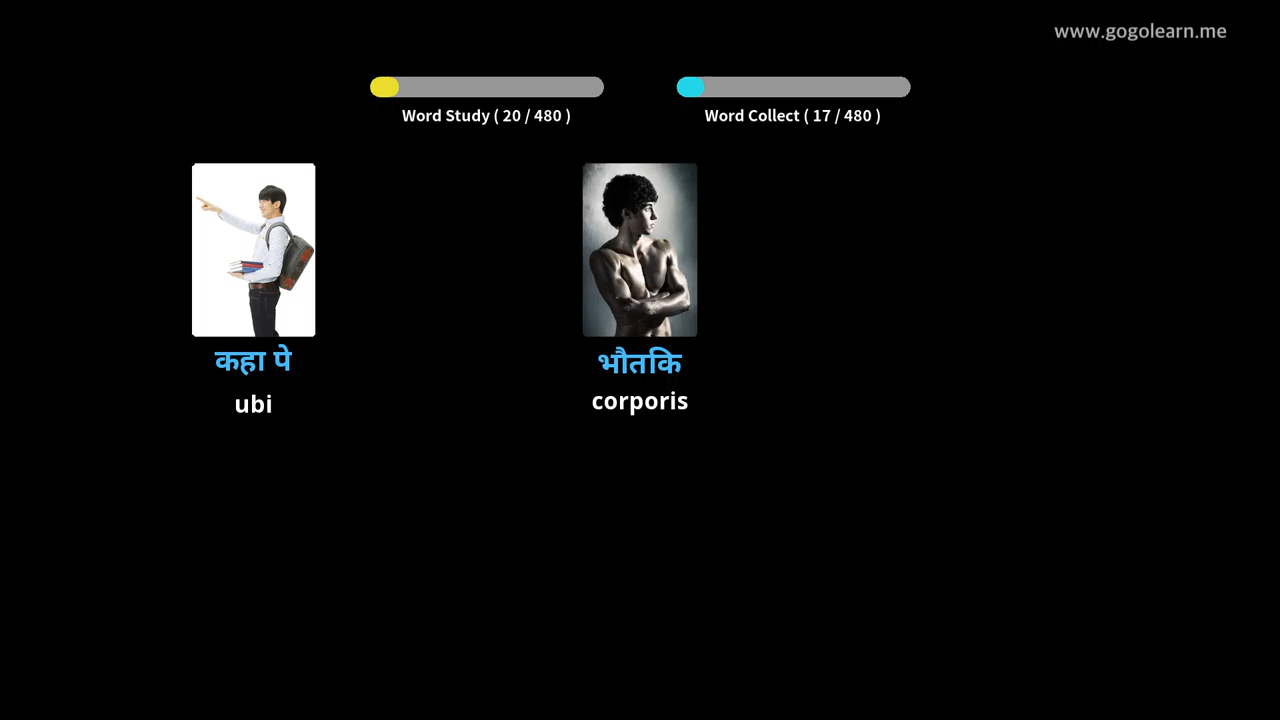 www.gogolearn.me
Word Study ( 20 / 480 )
Word Collect ( 17 / 480 )
कहा पे
भौतकि
ubi
corporis